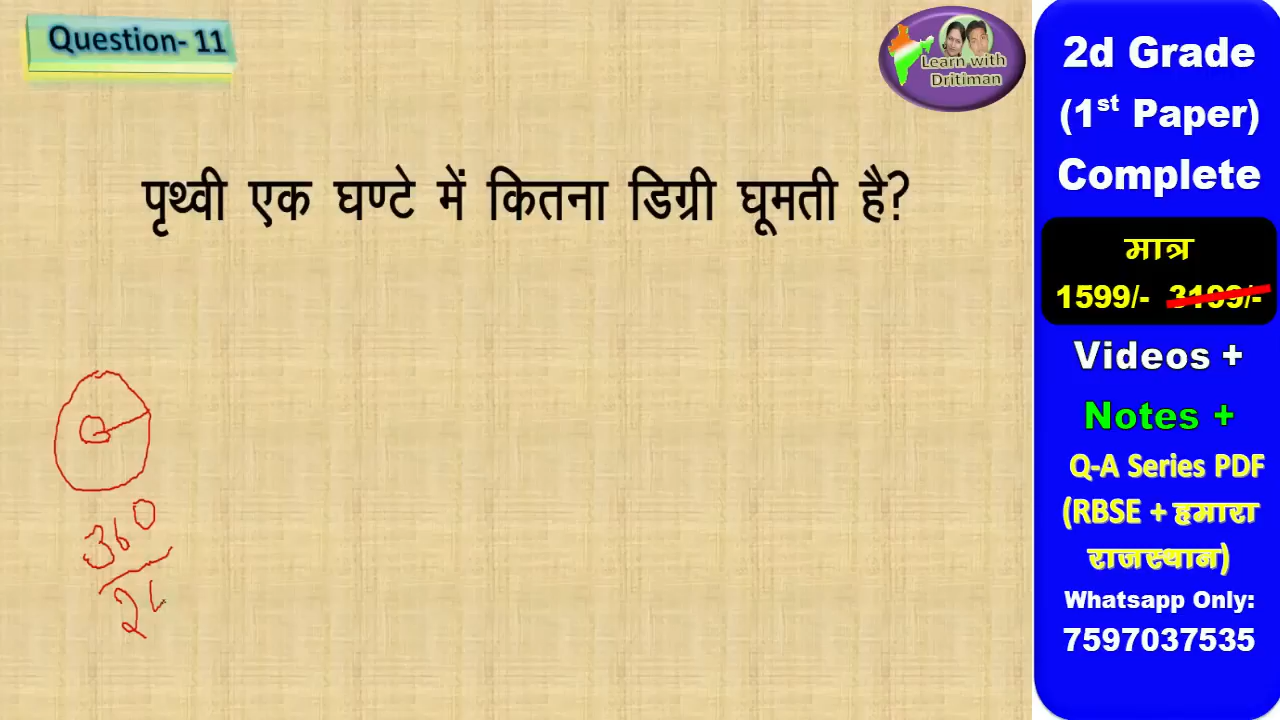 Question- 11
Learn with
Dritiman
पृथ्वी एक घण्टे में कितना डिग्री घूमती है?
360
24
2d Grade
(1st Paper)
Complete
मात्र
1599/- 3199/-
Videos +
Notes +
Q-A Series PDF
(RBSE + हमारा
राजस्थान)
Whatsapp Only:
7597037535